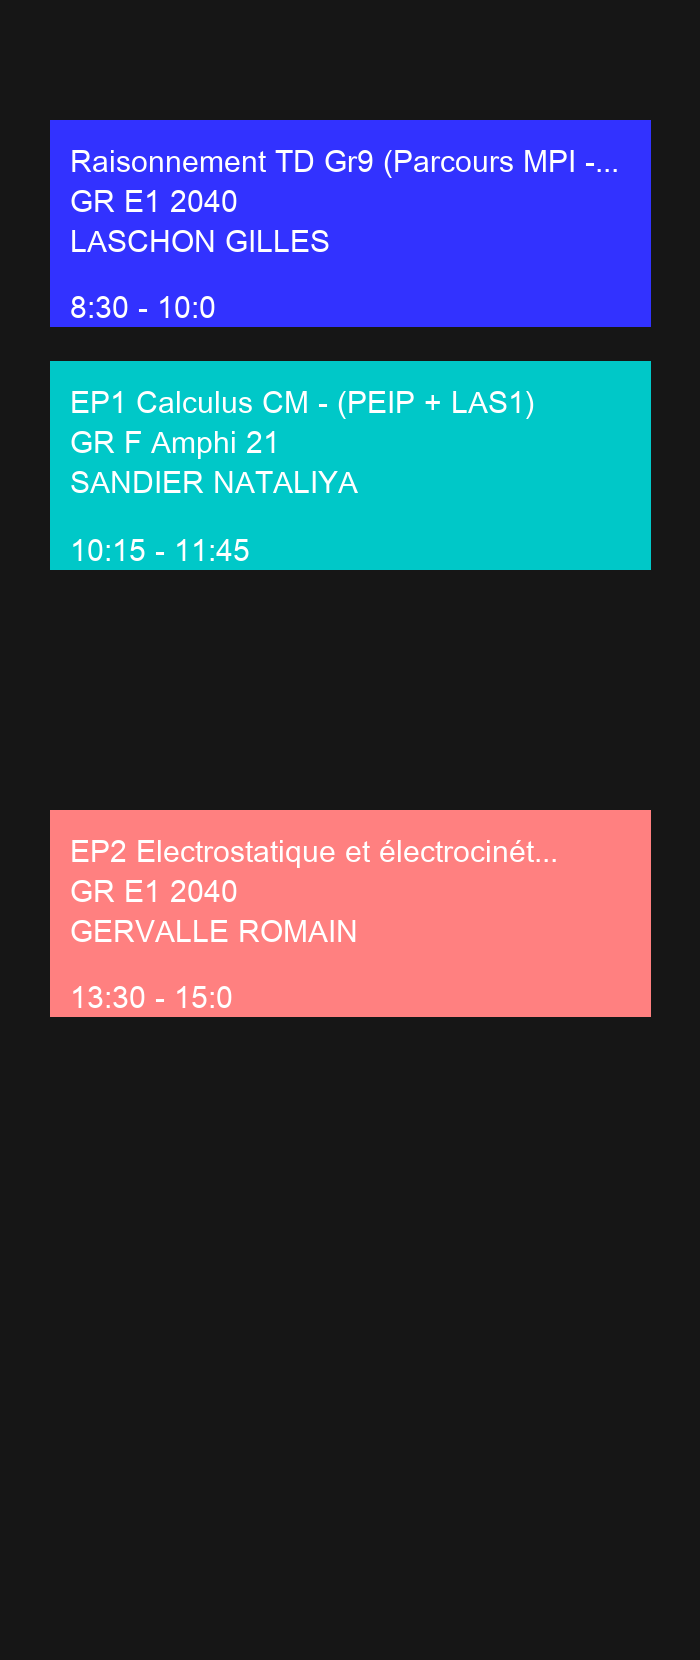 Raisonnement TD Gr9 (Parcours MPI -...
GR E1 2040
LASCHON GILLES
8:30 - 10:0
EP1 Calculus CM - (PEIP + LAS1)
GR F Amphi 21
SANDIER NATALIYA
10:15 - 11:45
EP2 Electrostatique et électrocinét...
GR E1 2040
GERVALLE ROMAIN
13:30 - 15:0